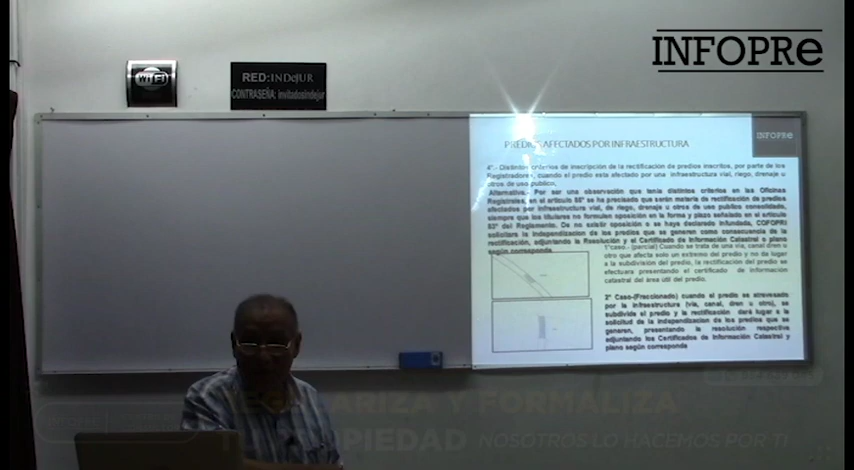 INFOPRe
WiFi
RED:INDeJUR
CONTRASEÑA: invitadosindejur
INFOPRe
PREDIOS AFECTADOS POR INFRAESTRUCTURA
4°.- Distintos criterios de inscripción de la rectificación de predios inscritos, por parte de los
Registradores, cuando el predio esta afectado por una infraestructura vial, riego, drenaje u
otros de uso publico,
Alternativa.- Por ser una observación que tenía distintos criterios en las Oficinas
Registrales, en el artículo 88° se ha precisado que serán materia de rectificación de predios
afectados por infraestructura vial, de riego, drenaje u otros de uso publico consolidado,
siempre que los titulares no formulen oposición en la forma y plazo señalado en el artículo
83° del Reglamento. De no existir oposición o se haya declarado infundada, COFOPRI
solicitara la independización de los predios que se generen como consecuencia de la
rectificación, adjuntando la Resolución y el Certificado de Información Catastral o plano
según corresponde
1°caso.- (parcial) Cuando se trata de una vía, canal dren u
otro que afecta solo un extremo del predio y no da lugar
a la subdivisión del predio, la rectificación del predio se
efectuara presentando el certificado de información
catastral del área útil del predio.
2° Caso-(Fraccionado) cuando el predio es atravesado
por la infraestructura (vía, canal, dren u otro), se
subdivide el predio y la rectificación dará lugar a la
solicitud de la independización de los predios que se
generen, presentando la resolución respectiva
adjuntando los Certificados de Información Catastral y
plano según corresponde
REGULARIZA Y FORMALIZA
TU PROPIEDAD NOSOTROS LO HACEMOS POR TI